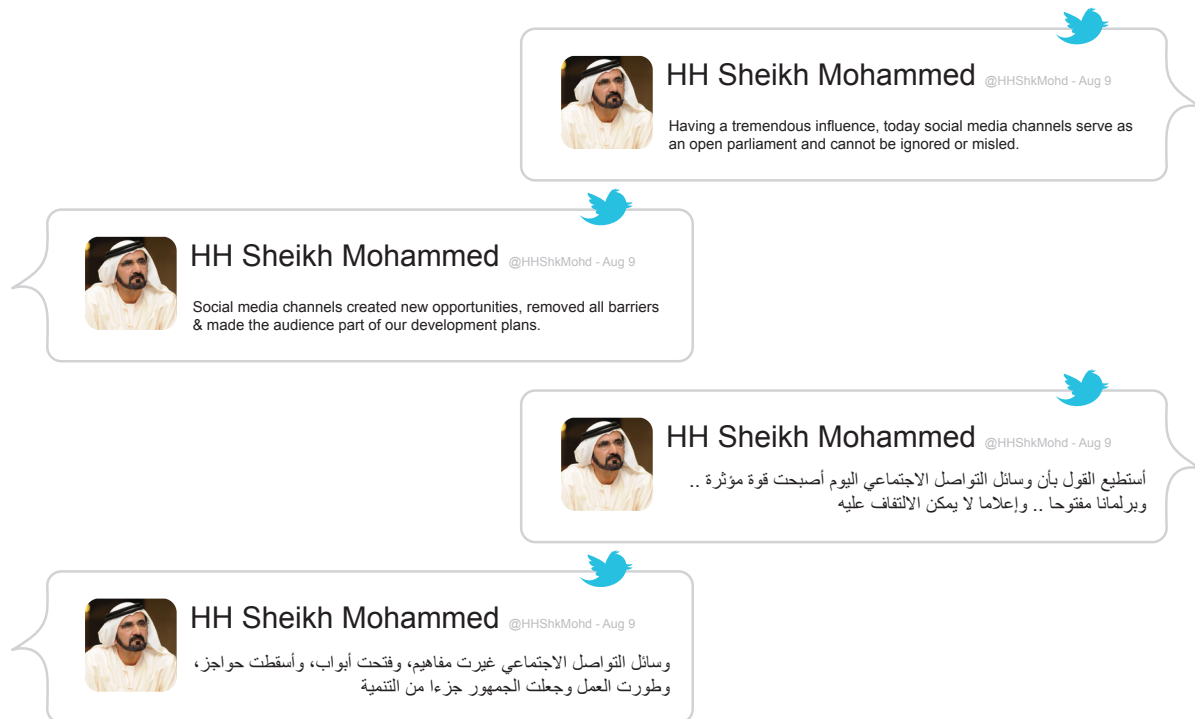 HH Sheikh Mohammed @HHShkMohd - Aug 9
Having a tremendous influence, today social media channels serve as
an open parliament and cannot be ignored or misled.
HH Sheikh Mohammed @HHShkMohd - Aug 9
Social media channels created new opportunities, removed all barriers
& made the audience part of our development plans.
HH Sheikh Mohammed @HHShkMohd - Aug 9
أستطيع القول بأن وسائل التواصل الاجتماعي اليوم أصبحت قوة مؤثرة ..
وبرلمانا مفتوحا .. وإعلاما لا يمكن الالتفاف عليه
HH Sheikh Mohammed @HHShkMohd - Aug 9
وسائل التواصل الاجتماعي غيرت مفاهيم، وفتحت أبواب، وأسقطت حواجز،
وطورت العمل وجعلت الجمهور جزءا من التنمية